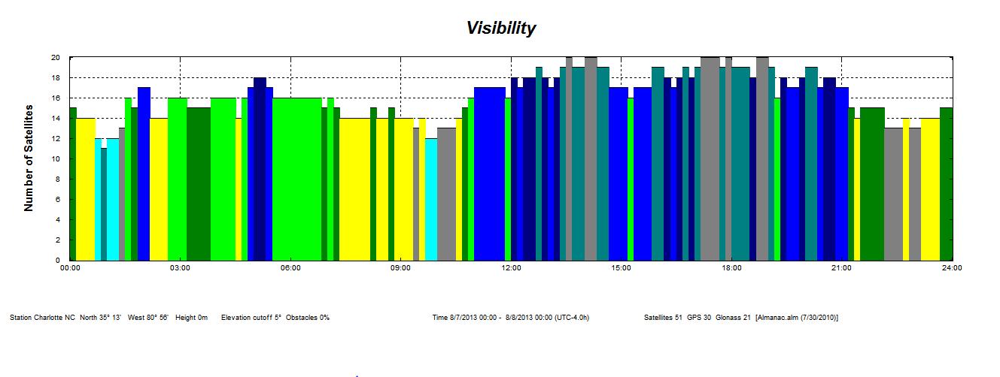 Visibility
Number of Satellites
20
18
16
14
12
10
8
6
4
2
0
00:00 03:00 06:00 09:00 12:00 15:00 18:00 21:00 24:00
Station Charlotte NC North 35° 13' West 80° 56' Height 0m Elevation cutoff 5° Obstacles 0% Time 8/7/2013 00:00 - 8/8/2013 00:00 (UTC-4.0h) Satellites 51 GPS 30 Glonass 21 [Almanac.alm (7/30/2010)]